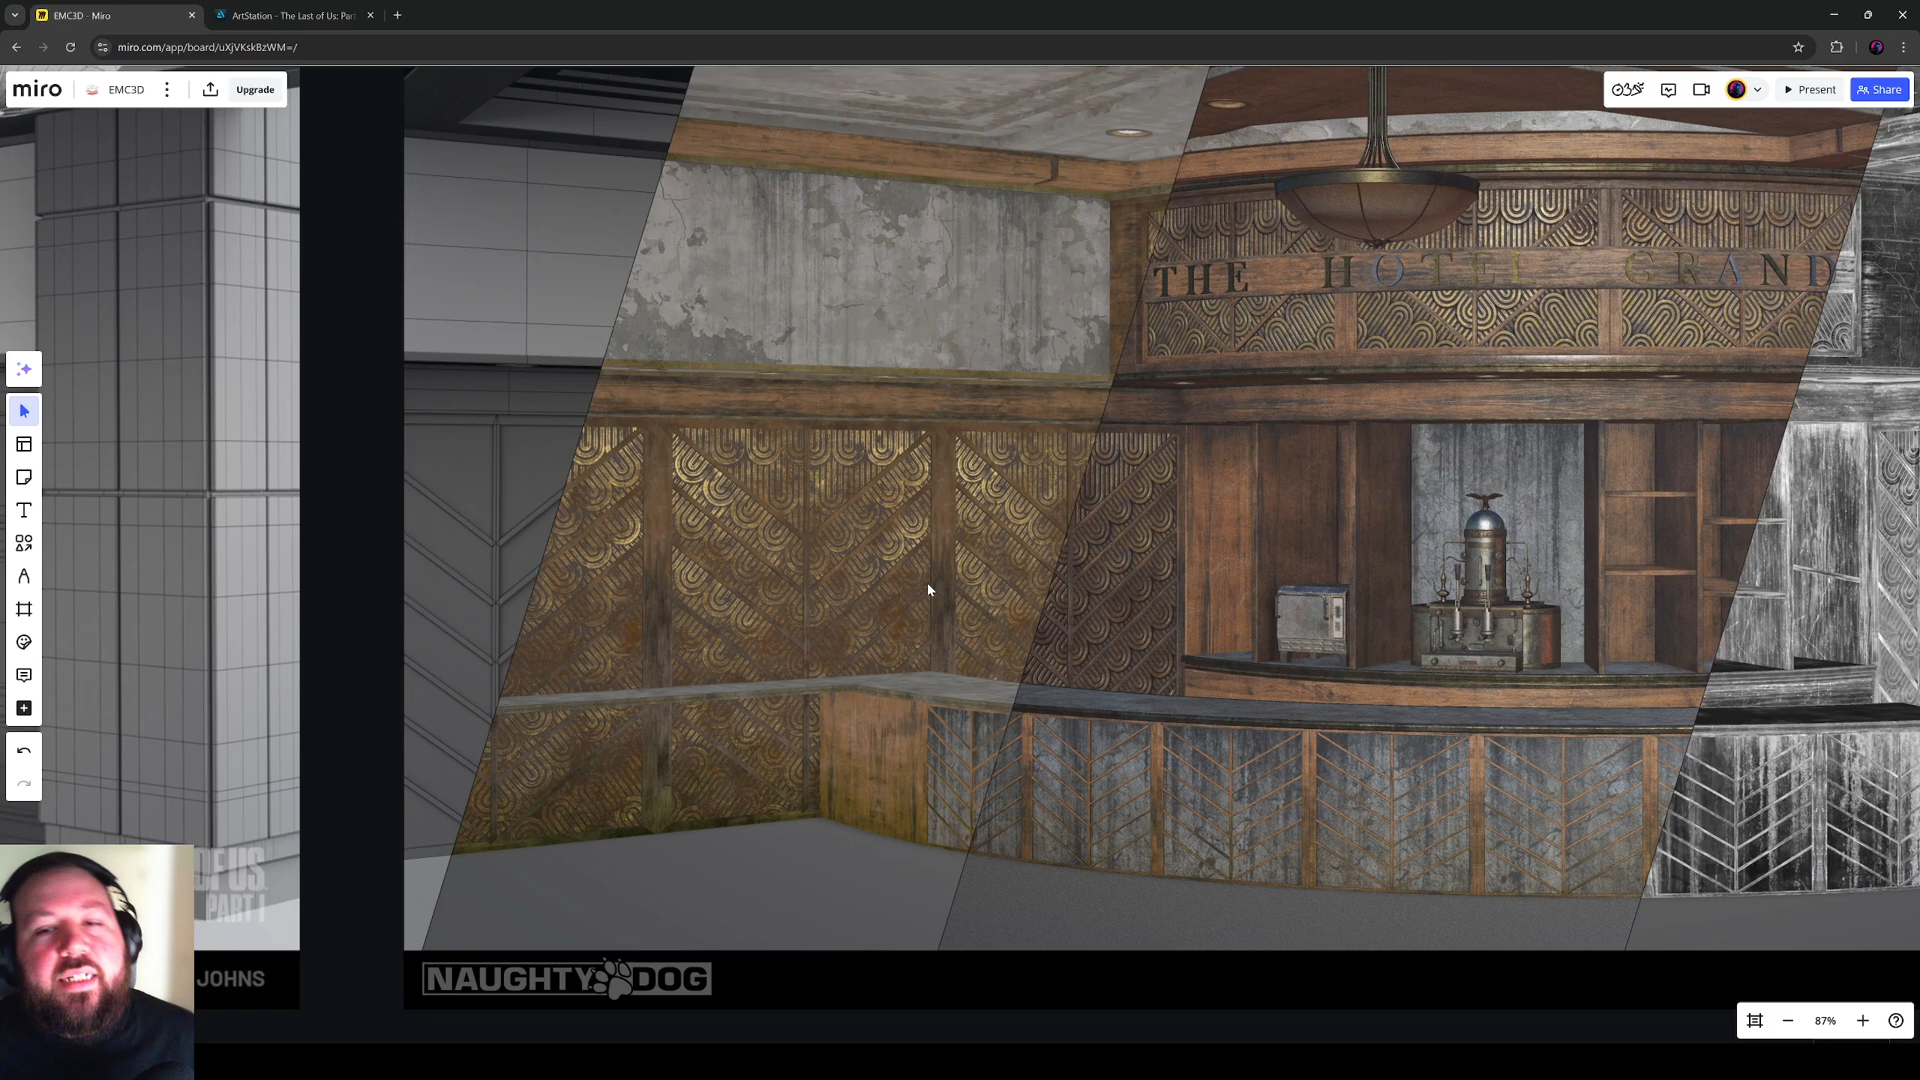 EMC3D - Miro
ArtStation - The Last of Us: Part
miro.com/app/board/uXjVKskBzWM=/
miro
EMC3D
Upgrade
Present
Share
THE HOTEL GRAND
OF US
PART I
JOHNS
NAUGHTY DOG
87%